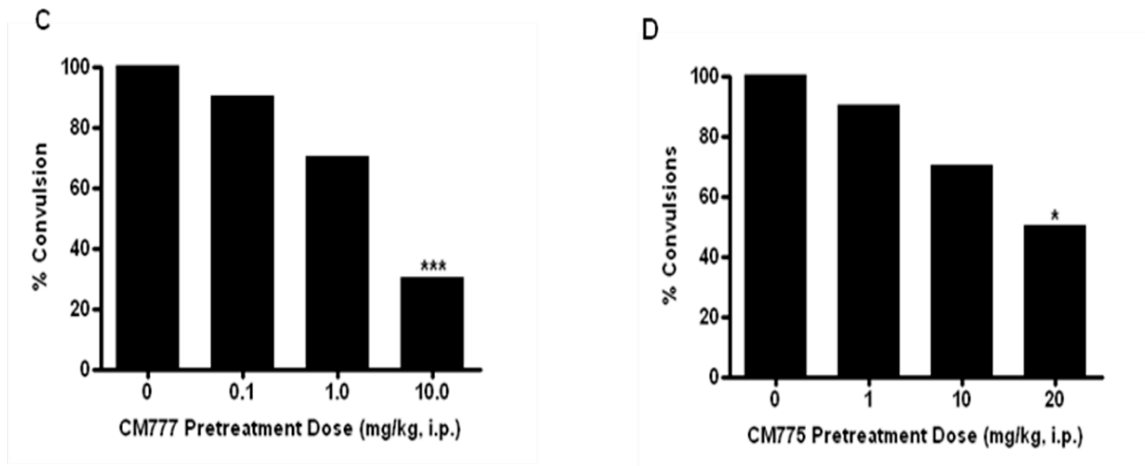 C
100
80
60
40
20
0
% Convulsion
***
0 0.1 1.0 10.0
CM777 Pretreatment Dose (mg/kg, i.p.)
D
100
80
60
40
20
0
% Convulsions
*
0 1 10 20
CM775 Pretreatment Dose (mg/kg, i.p.)